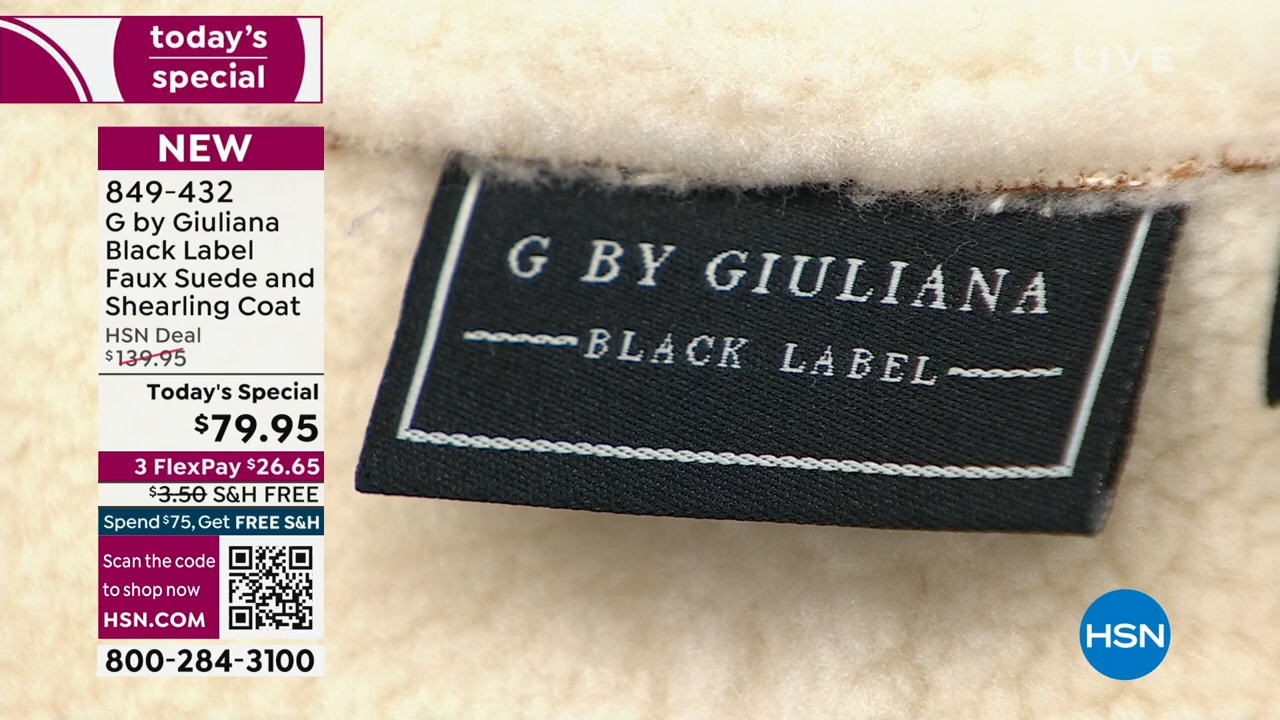 today's
special
LIVE
NEW
849-432
G by Giuliana
Black Label
Faux Suede and
Shearling Coat
HSN Deal
$139.95
Today's Special
$79.95
3 FlexPay $26.65
$3.50 S&H FREE
Spend $75, Get FREE S&H
Scan the code
to shop now
HSN.COM
800-284-3100
G BY GIULIANA
BLACK LABEL
HSN